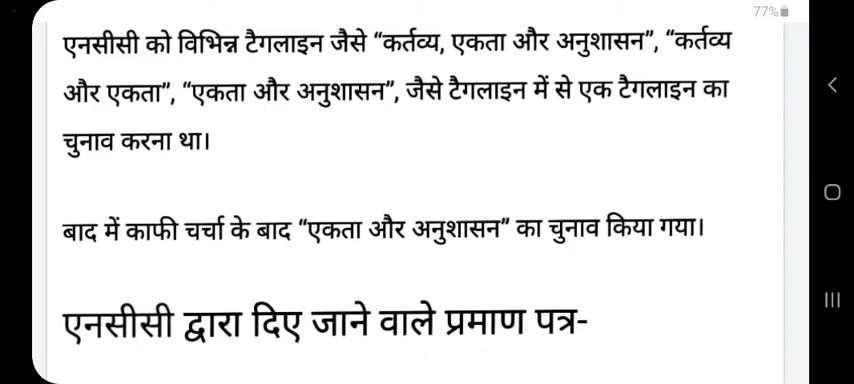 77%
एनसीसी को विभिन्न टैगलाइन जैसे “कर्तव्य, एकता और अनुशासन”, “कर्तव्य
और एकता”, “एकता और अनुशासन”, जैसे टैगलाइन में से एक टैगलाइन का
चुनाव करना था।
बाद में काफी चर्चा के बाद “एकता और अनुशासन” का चुनाव किया गया।
एनसीसी द्वारा दिए जाने वाले प्रमाण पत्र-